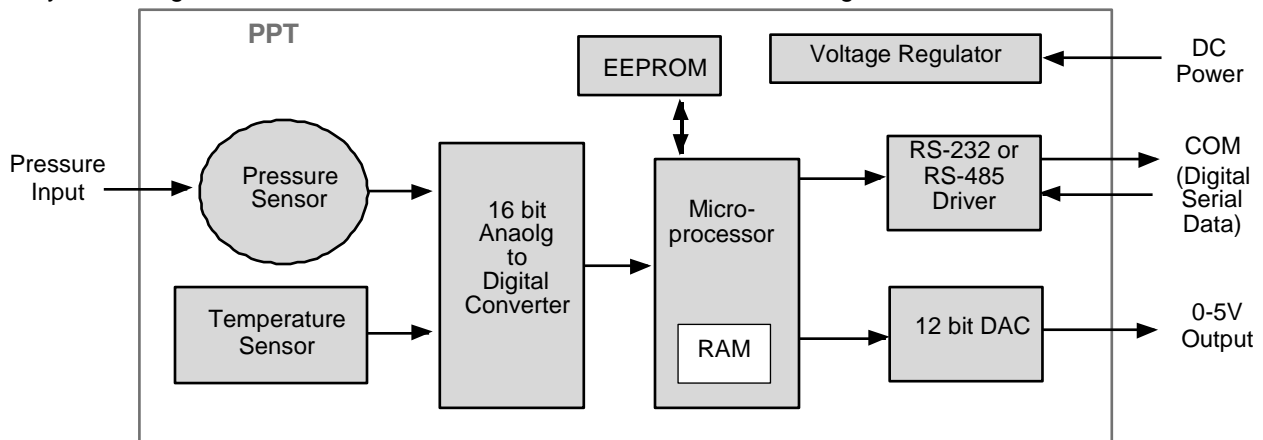 PPT
EEPROM
Voltage Regulator
DC
Power
Pressure
Input
Pressure
Sensor
16 bit
Anaolg
to
Digital
Converter
Micro-
processor
RS-232 or
RS-485
Driver
COM
(Digital
Serial
Data)
Temperature
Sensor
RAM
12 bit DAC
0-5V
Output